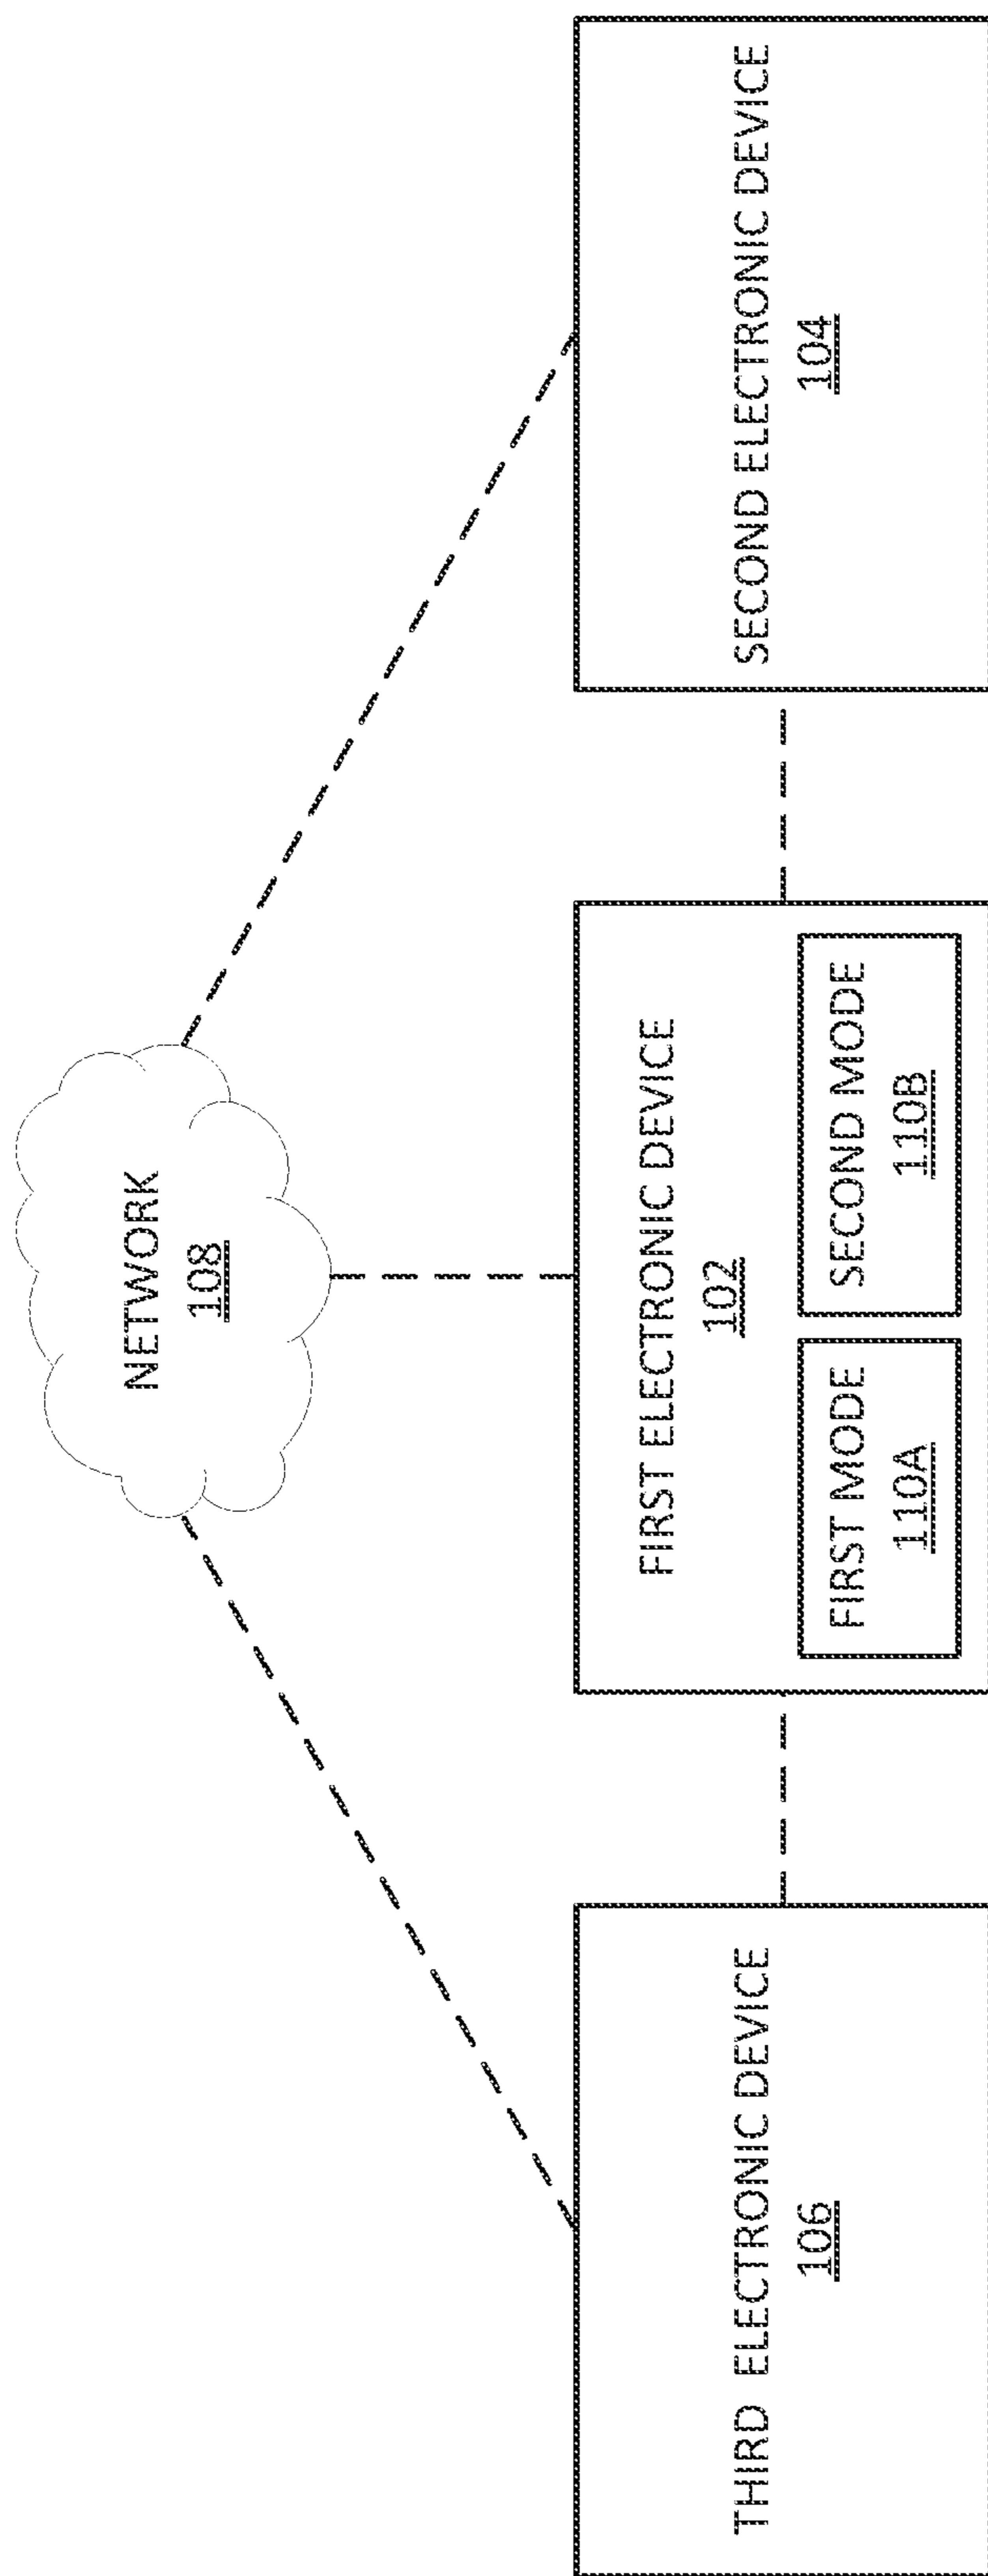 NETWORK
108
THIRD ELECTRONIC DEVICE
106
FIRST ELECTRONIC DEVICE
102
FIRST MODE
110A
SECOND MODE
110B
SECOND ELECTRONIC DEVICE
104